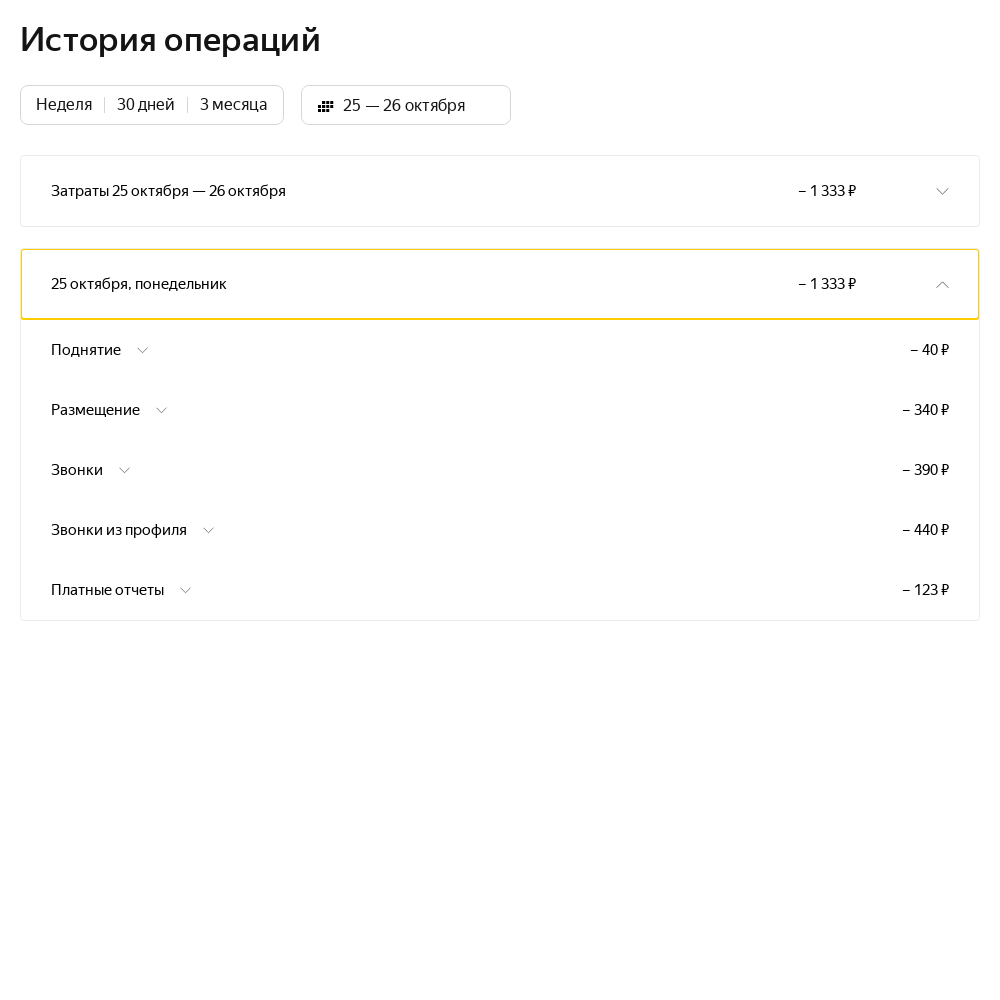 История операций
Неделя 30 дней 3 месяца 25 — 26 октября
Затраты 25 октября — 26 октября – 1 333 ₽
25 октября, понедельник – 1 333 ₽
Поднятие – 40 ₽
Размещение – 340 ₽
Звонки – 390 ₽
Звонки из профиля – 440 ₽
Платные отчеты – 123 ₽